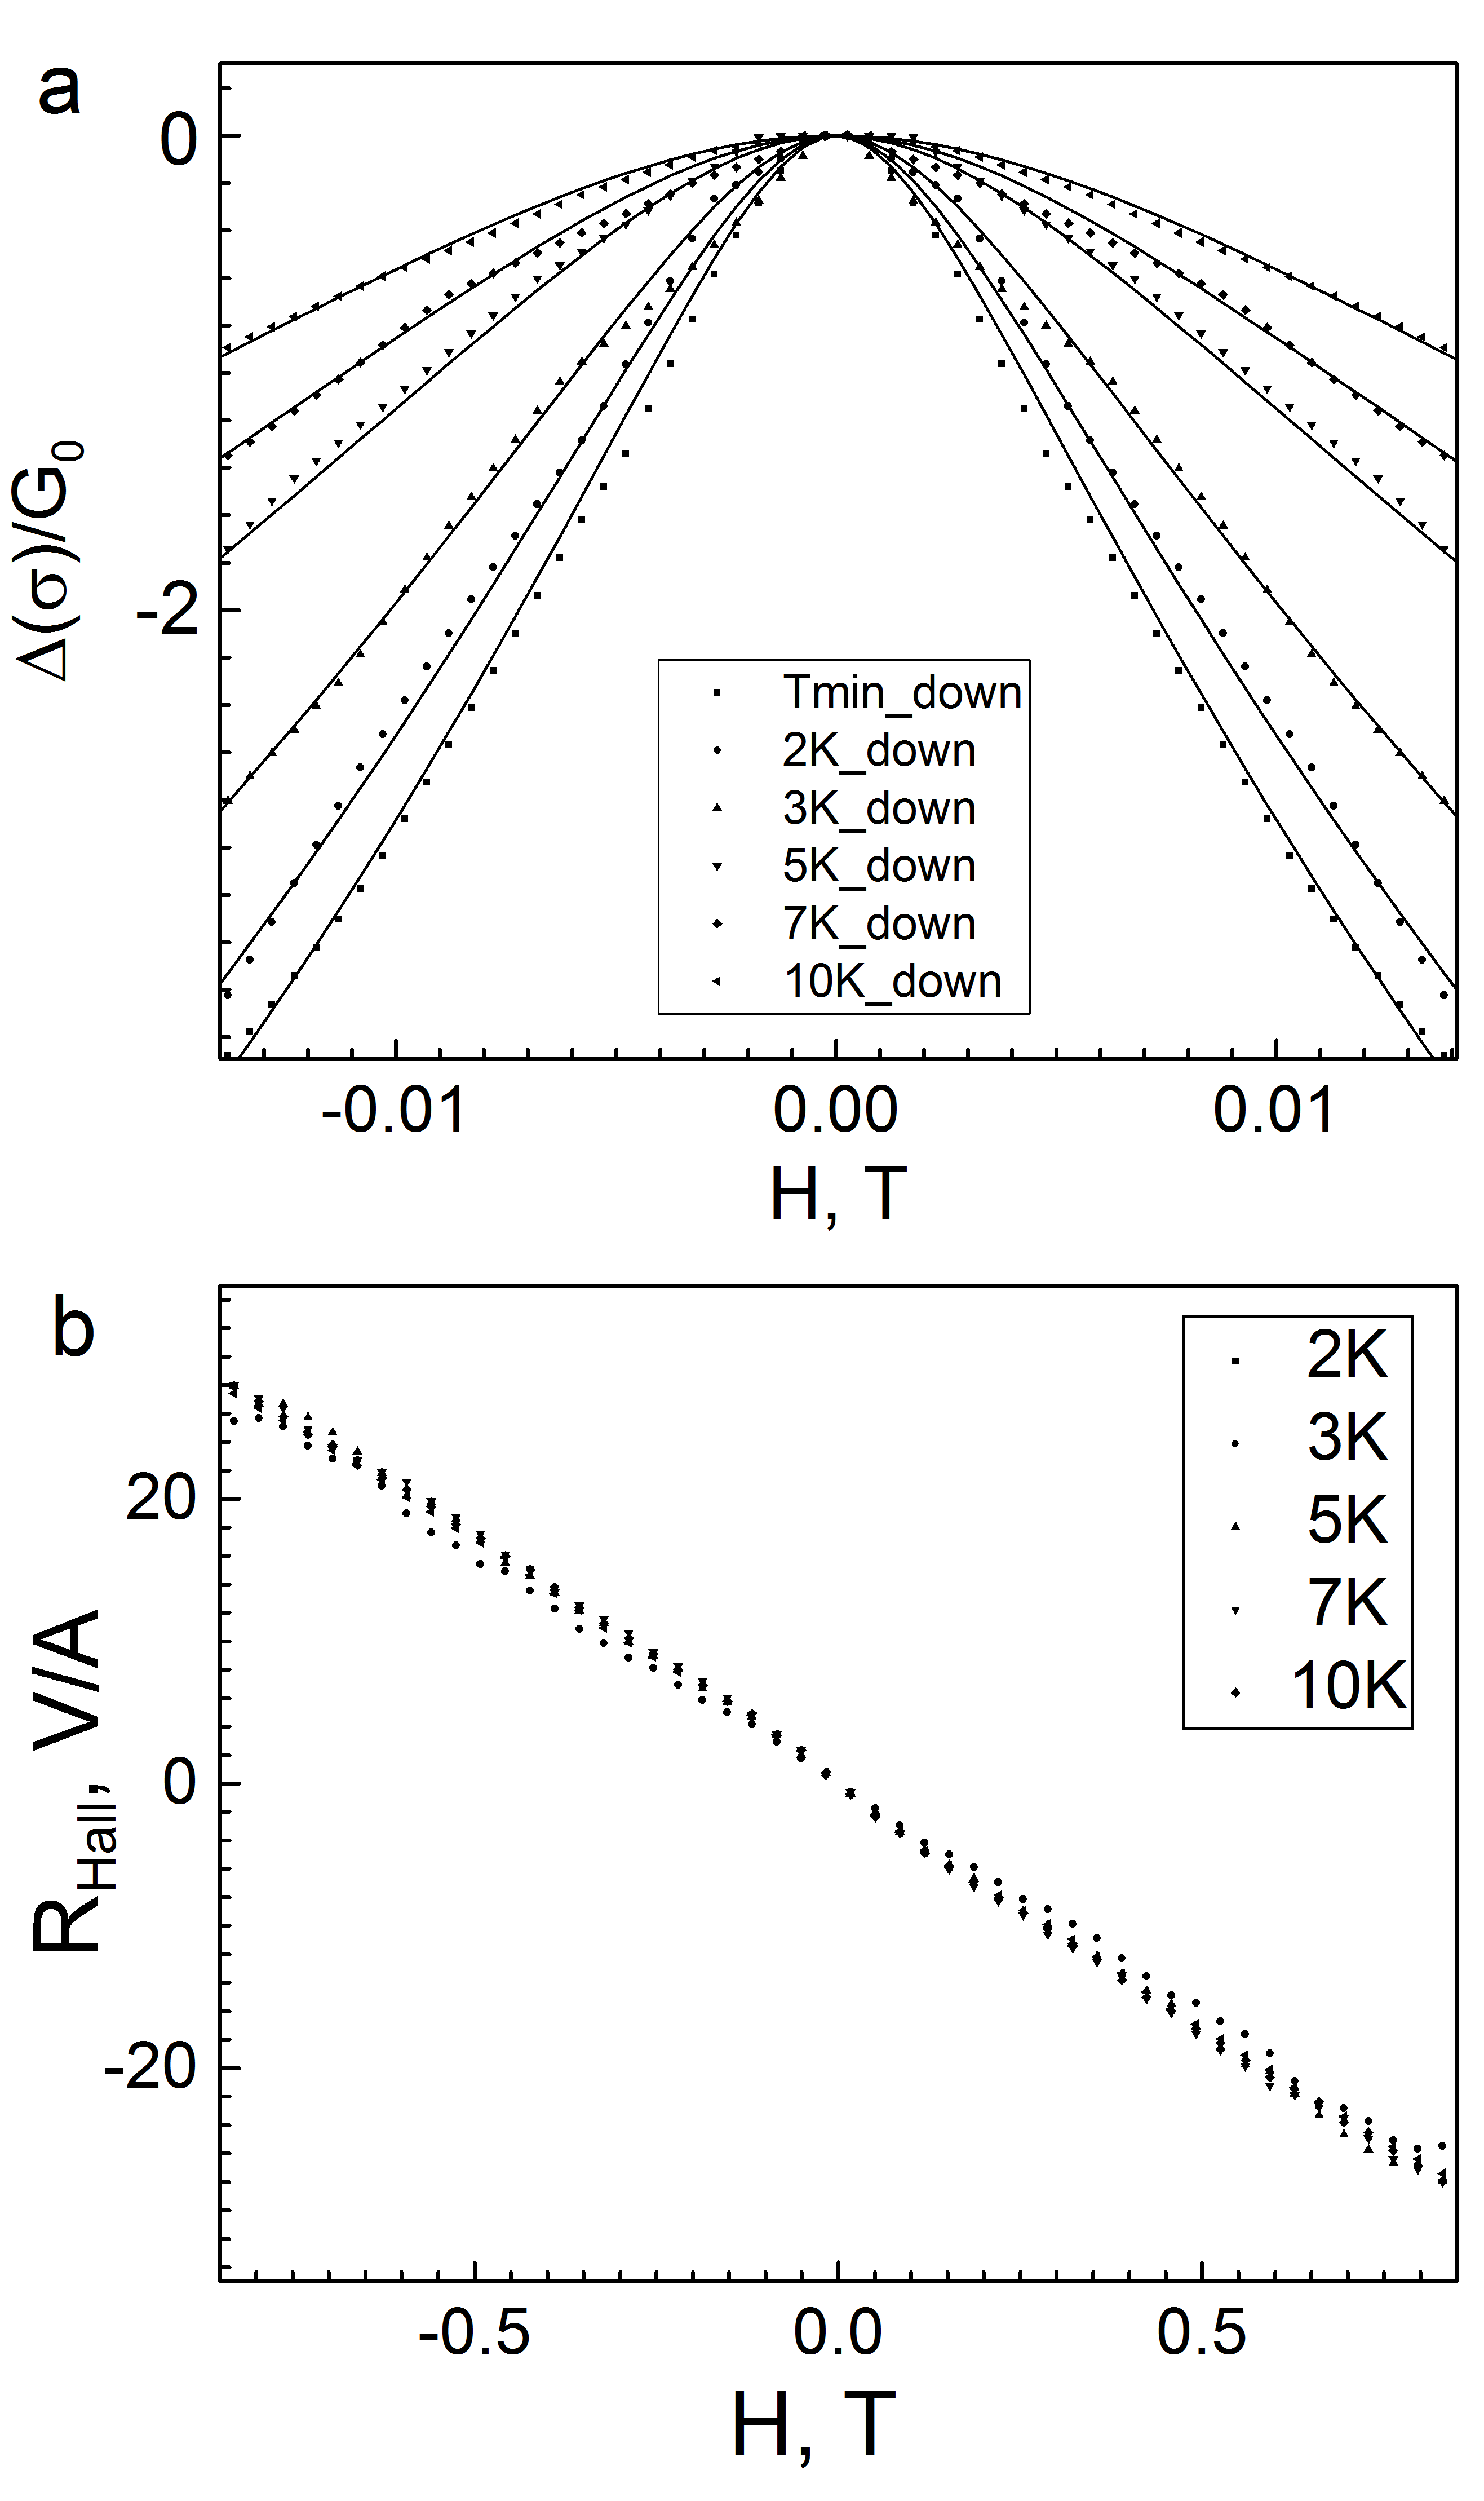 a
0
-2
Δ(σ)/G0
Tmin_down
2K_down
3K_down
5K_down
7K_down
10K_down
-0.01
0.00
0.01
H, T
b
2K
3K
5K
7K
10K
20
0
-20
RHall, V/A
-0.5
0.0
0.5
H, T